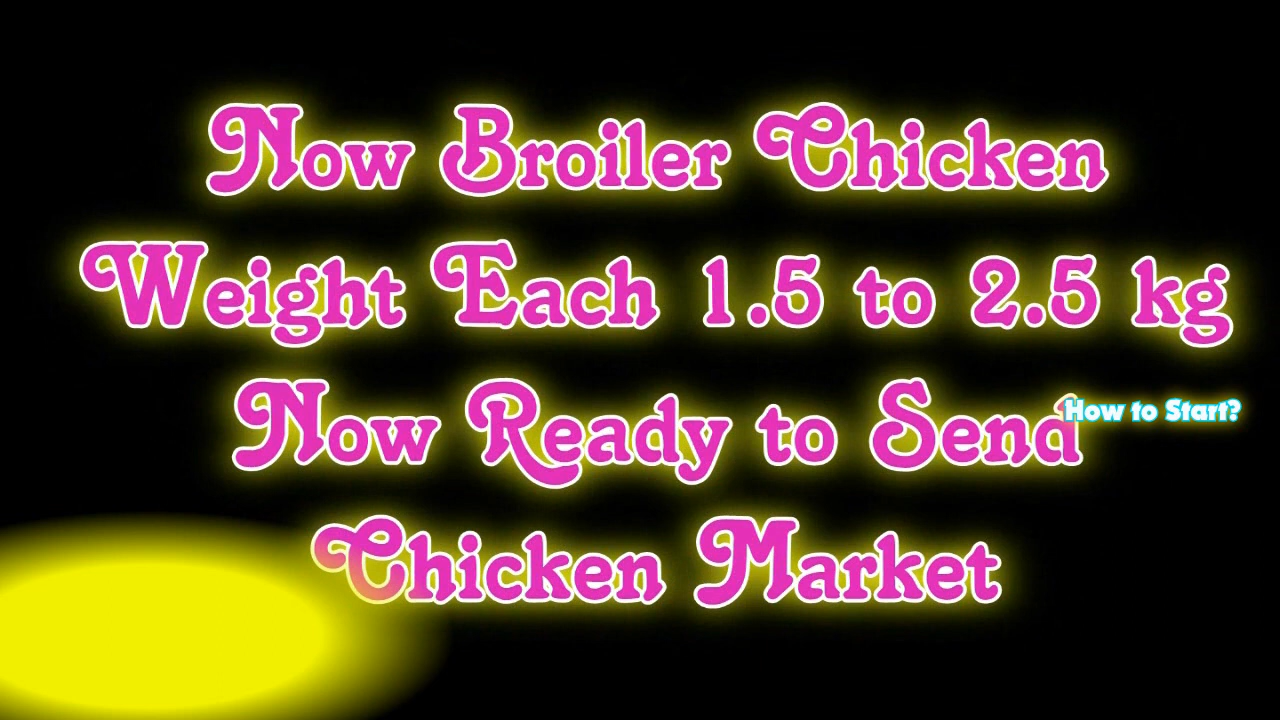 Now Broiler Chicken
Weight Each 1.5 to 2.5 kg
Now Ready to Send
How to Start?
Chicken Market